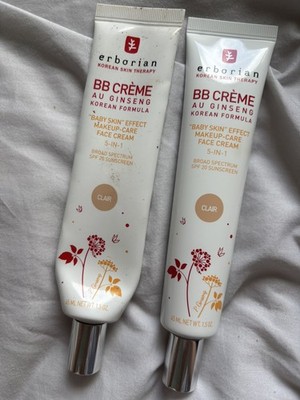 erborian
KOREAN SKIN THERAPY
BB CRÈME
AU GINSENG
KOREAN FORMULA
"BABY SKIN" EFFECT
MAKEUP-CARE
FACE CREAM
5-IN-1
BROAD SPECTRUM
SPF 20 SUNSCREEN
CLAIR
erborian
KOREAN SKIN THERAPY
BB CRÈME
AU GINSENG
KOREAN FORMULA
"BABY SKIN" EFFECT
MAKEUP-CARE
FACE CREAM
5-IN-1
BROAD SPECTRUM
SPF 20 SUNSCREEN
CLAIR